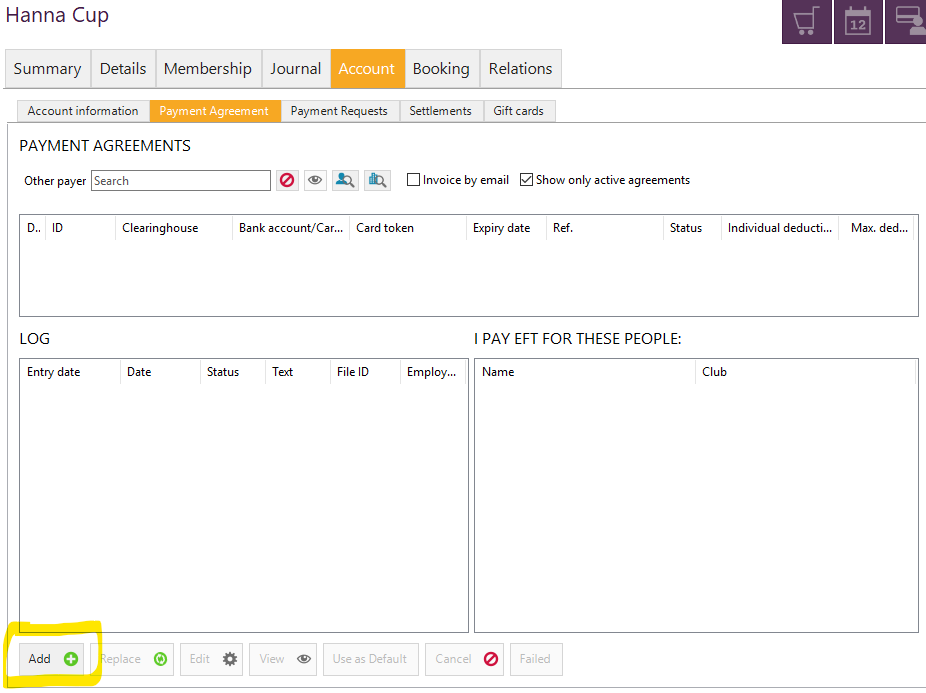 Hanna Cup
12
Summary Details Membership Journal Account Booking Relations
Account information Payment Agreement Payment Requests Settlements Gift cards
PAYMENT AGREEMENTS
Other payer Search Invoice by email Show only active agreements
D.. ID Clearinghouse Bank account/Car... Card token Expiry date Ref. Status Individual deducti... Max. ded...
LOG I PAY EFT FOR THESE PEOPLE:
Entry date Date Status Text File ID Employ... Name Club
Add Replace Edit View Use as Default Cancel Failed